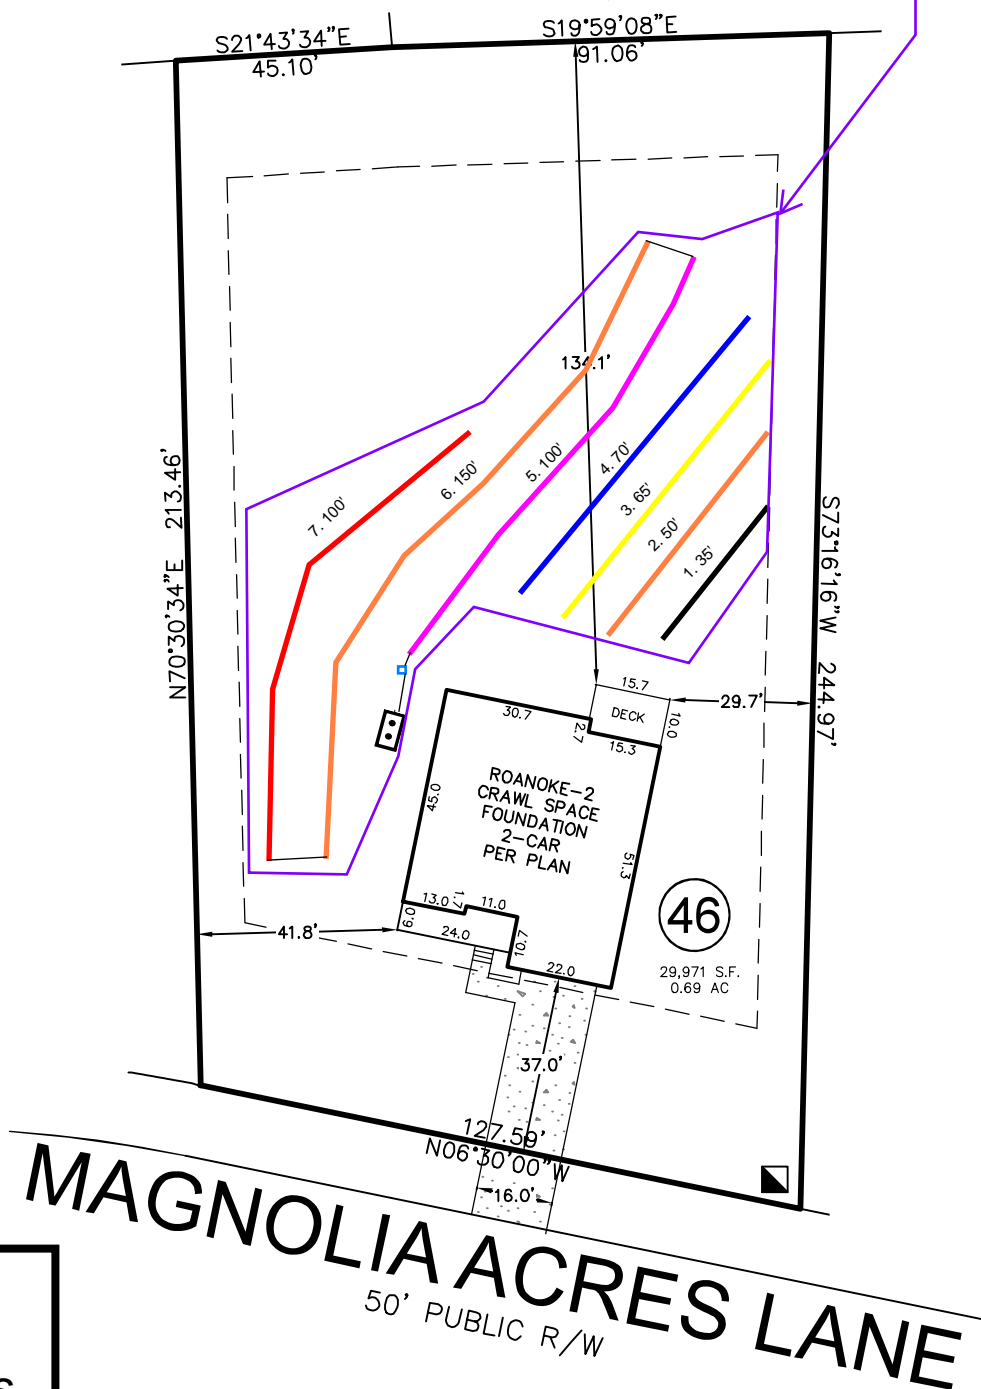 S21°43'34"E
45.10'
S19°59'08"E
91.06'
134.1'
7. 100'
6. 150'
5. 100'
4. 70'
3. 65'
2. 50'
1. 35'
N70°30'34"E 213.46'
S73°16'16"W 244.97'
15.7
DECK
10.0
29.7'
30.7
2.7
15.3
45.0
ROANOKE-2
CRAWL SPACE
FOUNDATION
2-CAR
PER PLAN
51.3
13.0
1.7
11.0
6.0
24.0
10.7
22.0
41.8'
46
29,971 S.F.
0.69 AC
37.0'
127.59'
N06°30'00"W
16.0'
MAGNOLIA ACRES LANE
50' PUBLIC R/W